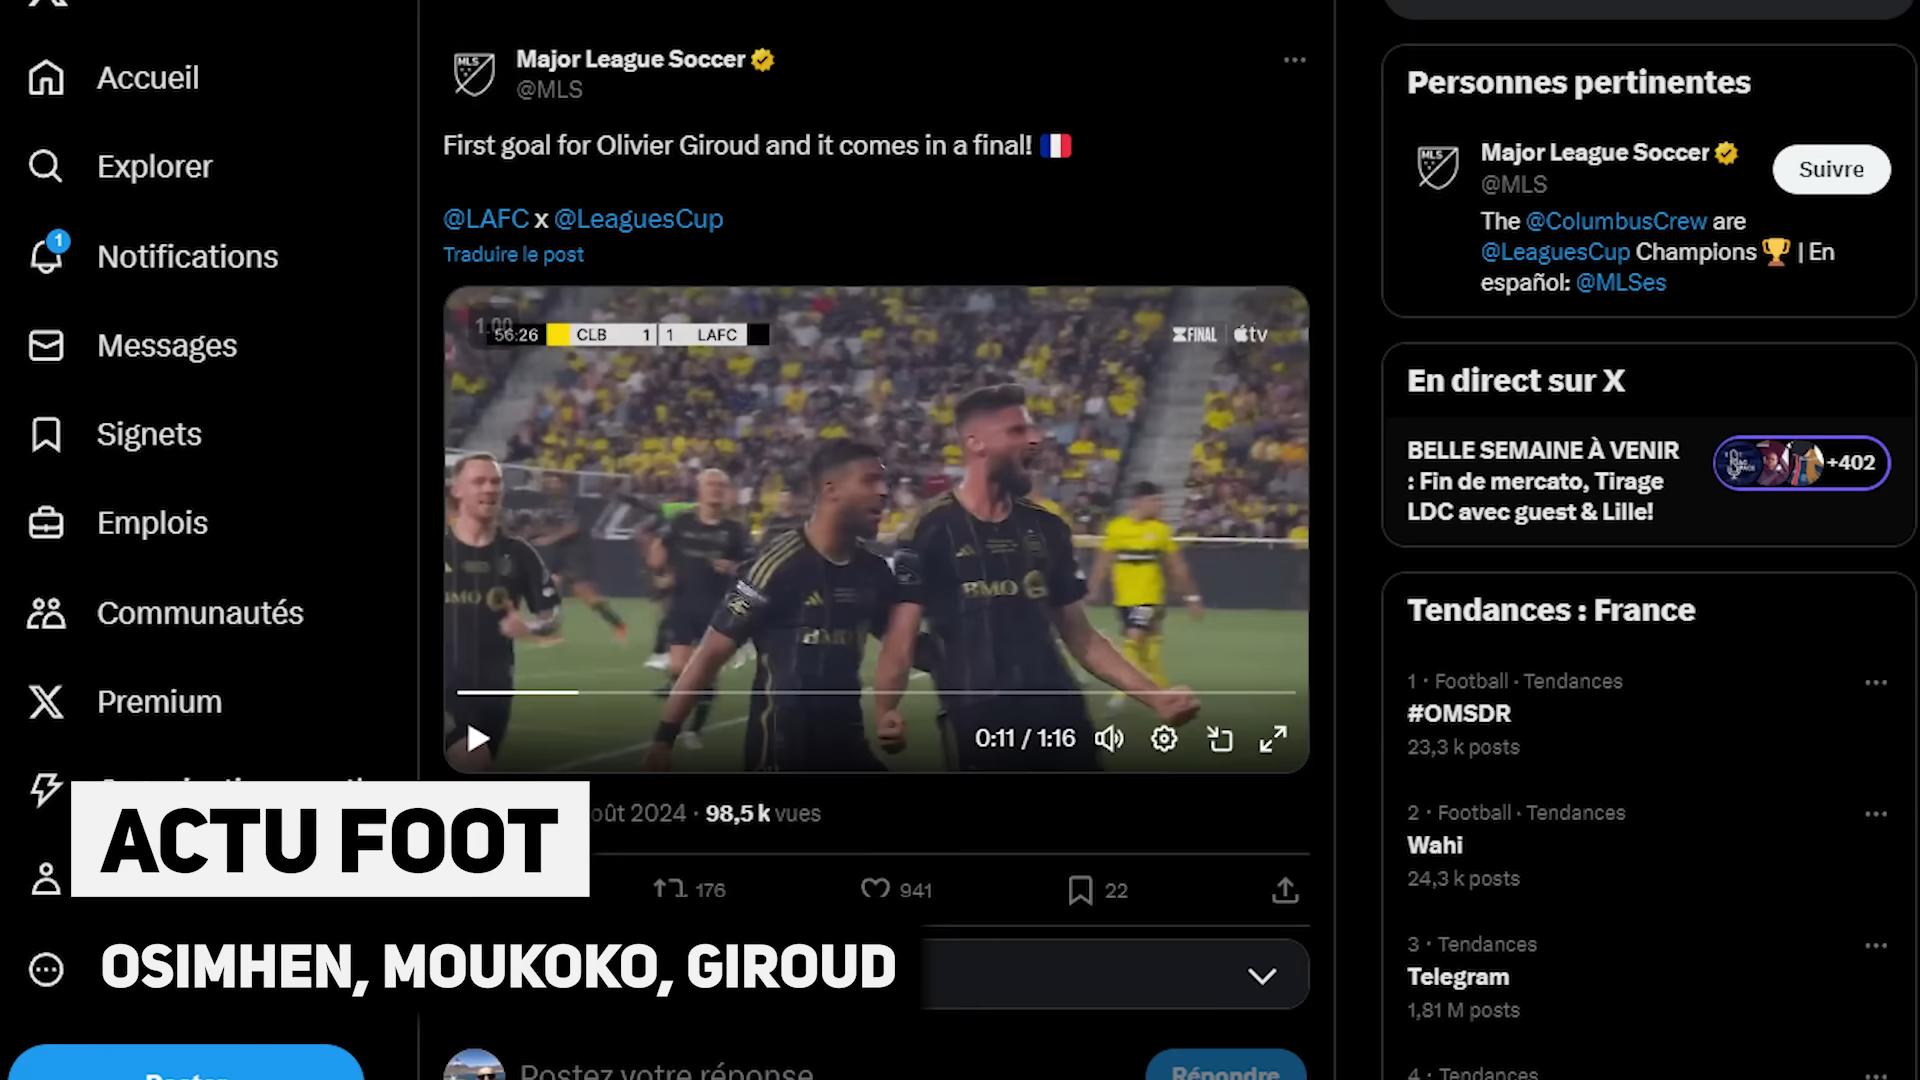 Accueil
Explorer
1
Notifications
Messages
Signets
Emplois
Communautés
Premium
Major League Soccer
@MLS
First goal for Olivier Giroud and it comes in a final!
@LAFC x @LeaguesCup
Traduire le post
56:26 CLB 1 1 LAFC
FINAL tv
BMO
BMO
0:11 / 1:16
oût 2024 · 98,5 k vues
176 941 22
ACTU FOOT
OSIMHEN, MOUKOKO, GIROUD
Postez votre réponse
Répondre
Personnes pertinentes
MLS
Major League Soccer
@MLS
Suivre
The @ColumbusCrew are
@LeaguesCup Champions | En
español: @MLSes
En direct sur X
BELLE SEMAINE À VENIR
: Fin de mercato, Tirage
LDC avec guest & Lille!
+402
Tendances : France
1 · Football · Tendances
#OMSDR
23,3 k posts
2 · Football · Tendances
Wahi
24,3 k posts
3 · Tendances
Telegram
1,81 M posts
4 · Tendances